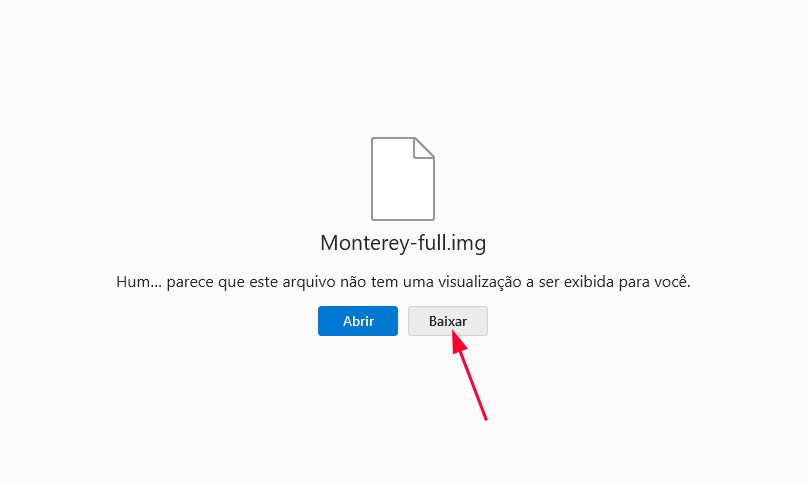 Monterey-full.img
Hum... parece que este arquivo não tem uma visualização a ser exibida para você.
Abrir
Baixar